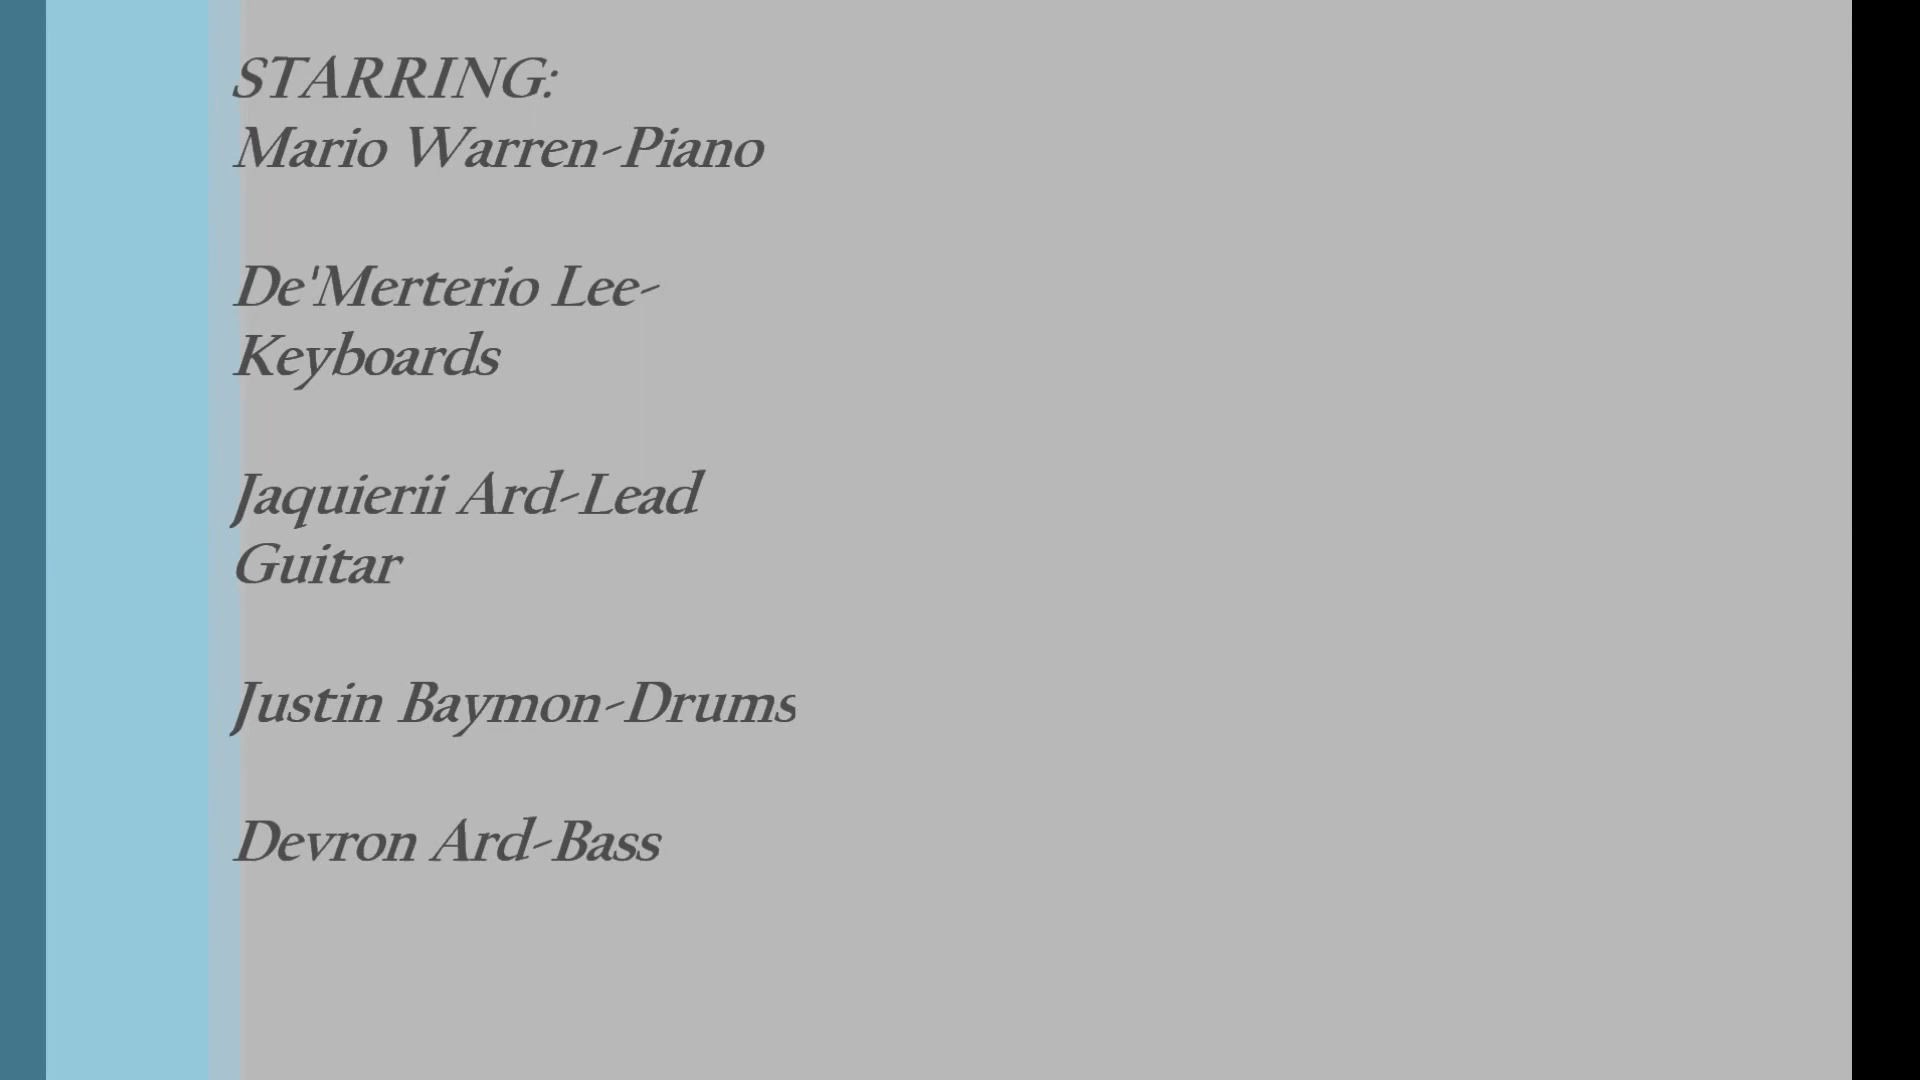 STARRING:
Mario Warren-Piano
De'Merterio Lee-
Keyboards
Jaquierii Ard-Lead
Guitar
Justin Baymon-Drums
Devron Ard-Bass